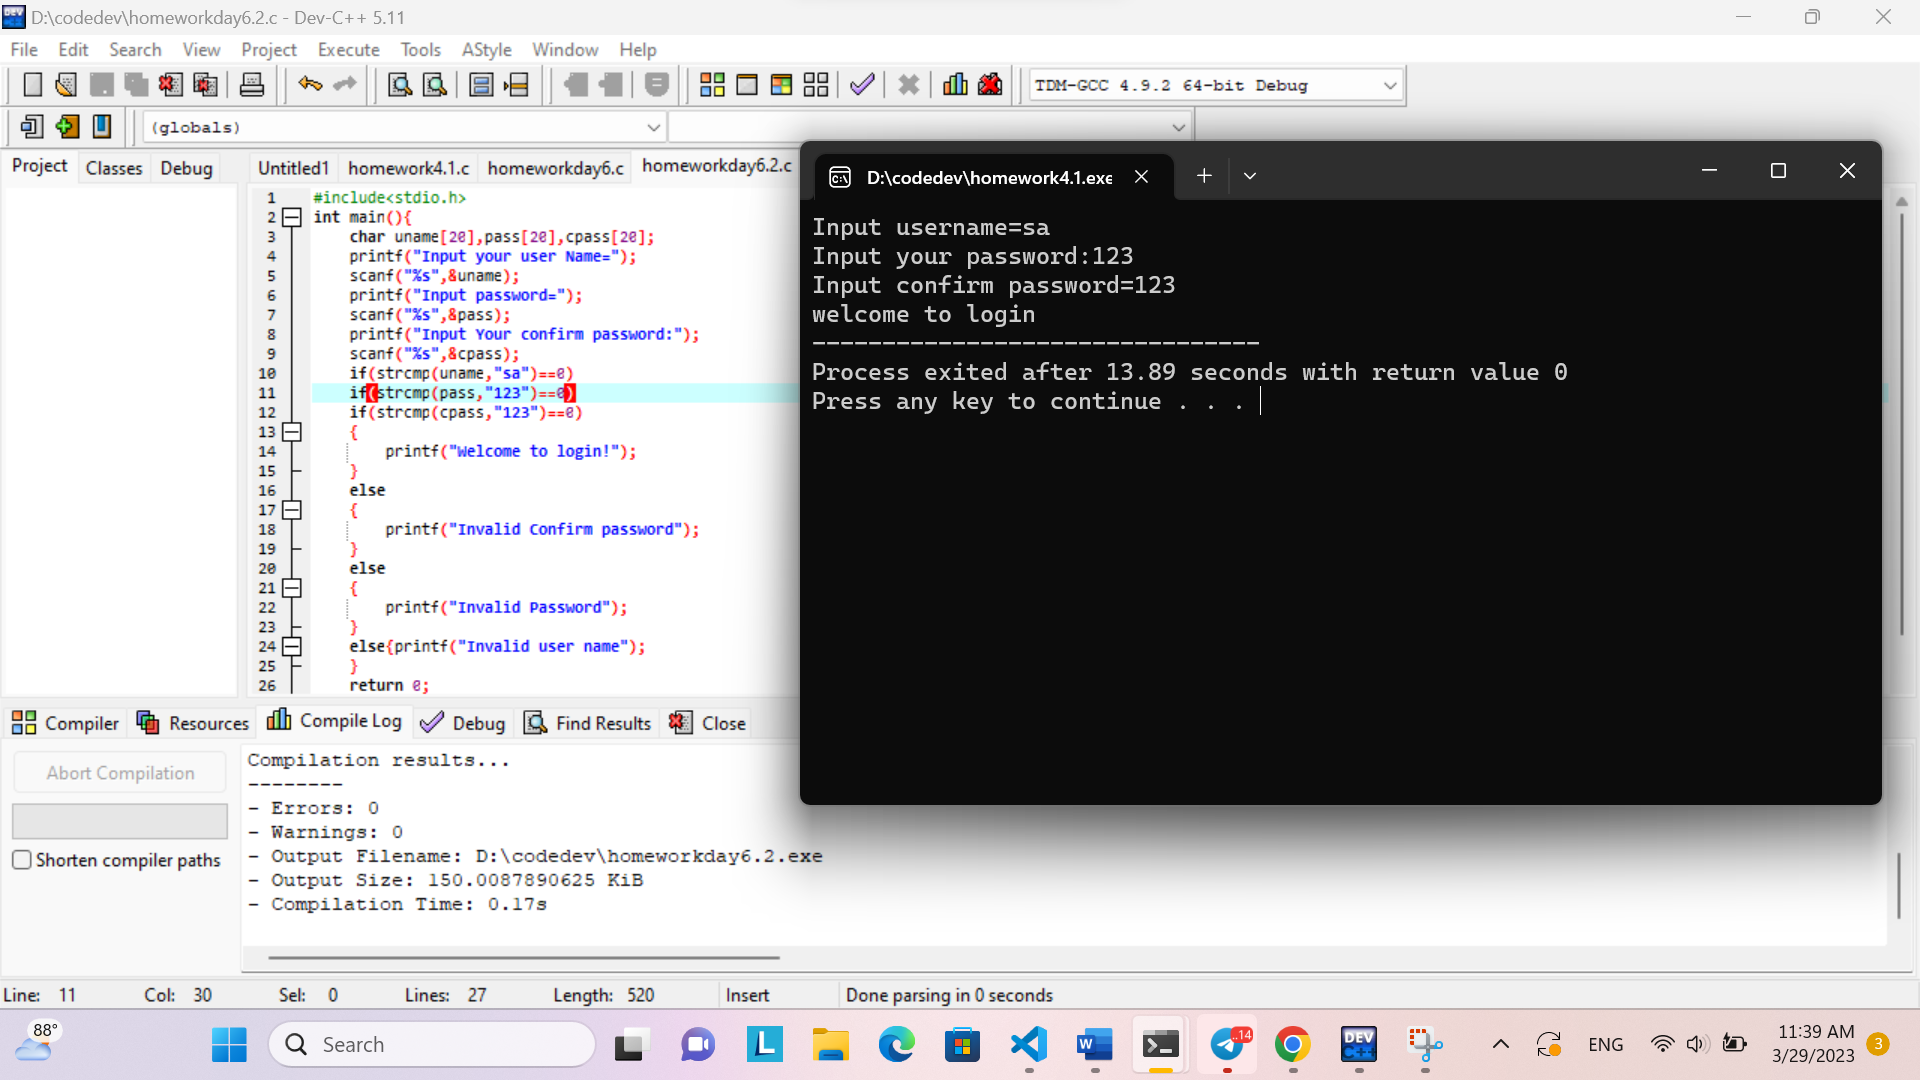 D:\codedev\homeworkday6.2.c - Dev-C++ 5.11
File Edit Search View Project Execute Tools AStyle Window Help
TDM-GCC 4.9.2 64-bit Debug
(globals)
Project Classes Debug
Untitled1 homework4.1.c homeworkday6.c homeworkday6.2.c
1 #include<stdio.h>
2 int main(){
3 char uname[20],pass[20],cpass[20];
4 printf("Input your user Name=");
5 scanf("%s",&uname);
6 printf("Input password=");
7 scanf("%s",&pass);
8 printf("Input Your confirm password:");
9 scanf("%s",&cpass);
10 if(strcmp(uname,"sa")==0)
11 if(strcmp(pass,"123")==0)
12 if(strcmp(cpass,"123")==0)
13 {
14 printf("Welcome to login!");
15 }
16 else
17 {
18 printf("Invalid Confirm password");
19 }
20 else
21 {
22 printf("Invalid Password");
23 }
24 else{printf("Invalid user name");
25 }
26 return 0;
D:\codedev\homework4.1.exe
Input username=sa
Input your password:123
Input confirm password=123
welcome to login
--------------------------------
Process exited after 13.89 seconds with return value 0
Press any key to continue . . .
Compiler Resources Compile Log Debug Find Results Close
Abort Compilation
Shorten compiler paths
Compilation results...
--------
- Errors: 0
- Warnings: 0
- Output Filename: D:\codedev\homeworkday6.2.exe
- Output Size: 150.0087890625 KiB
- Compilation Time: 0.17s
Line: 11 Col: 30 Sel: 0 Lines: 27 Length: 520 Insert Done parsing in 0 seconds
88°
Search
L
W
..14
DEV
C++
ENG
11:39 AM
3/29/2023
3